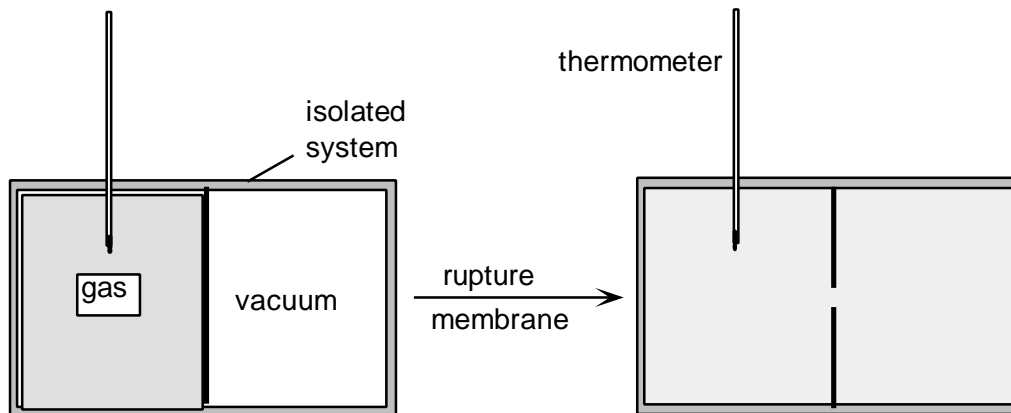 thermometer
isolated
system
gas
vacuum
rupture
membrane